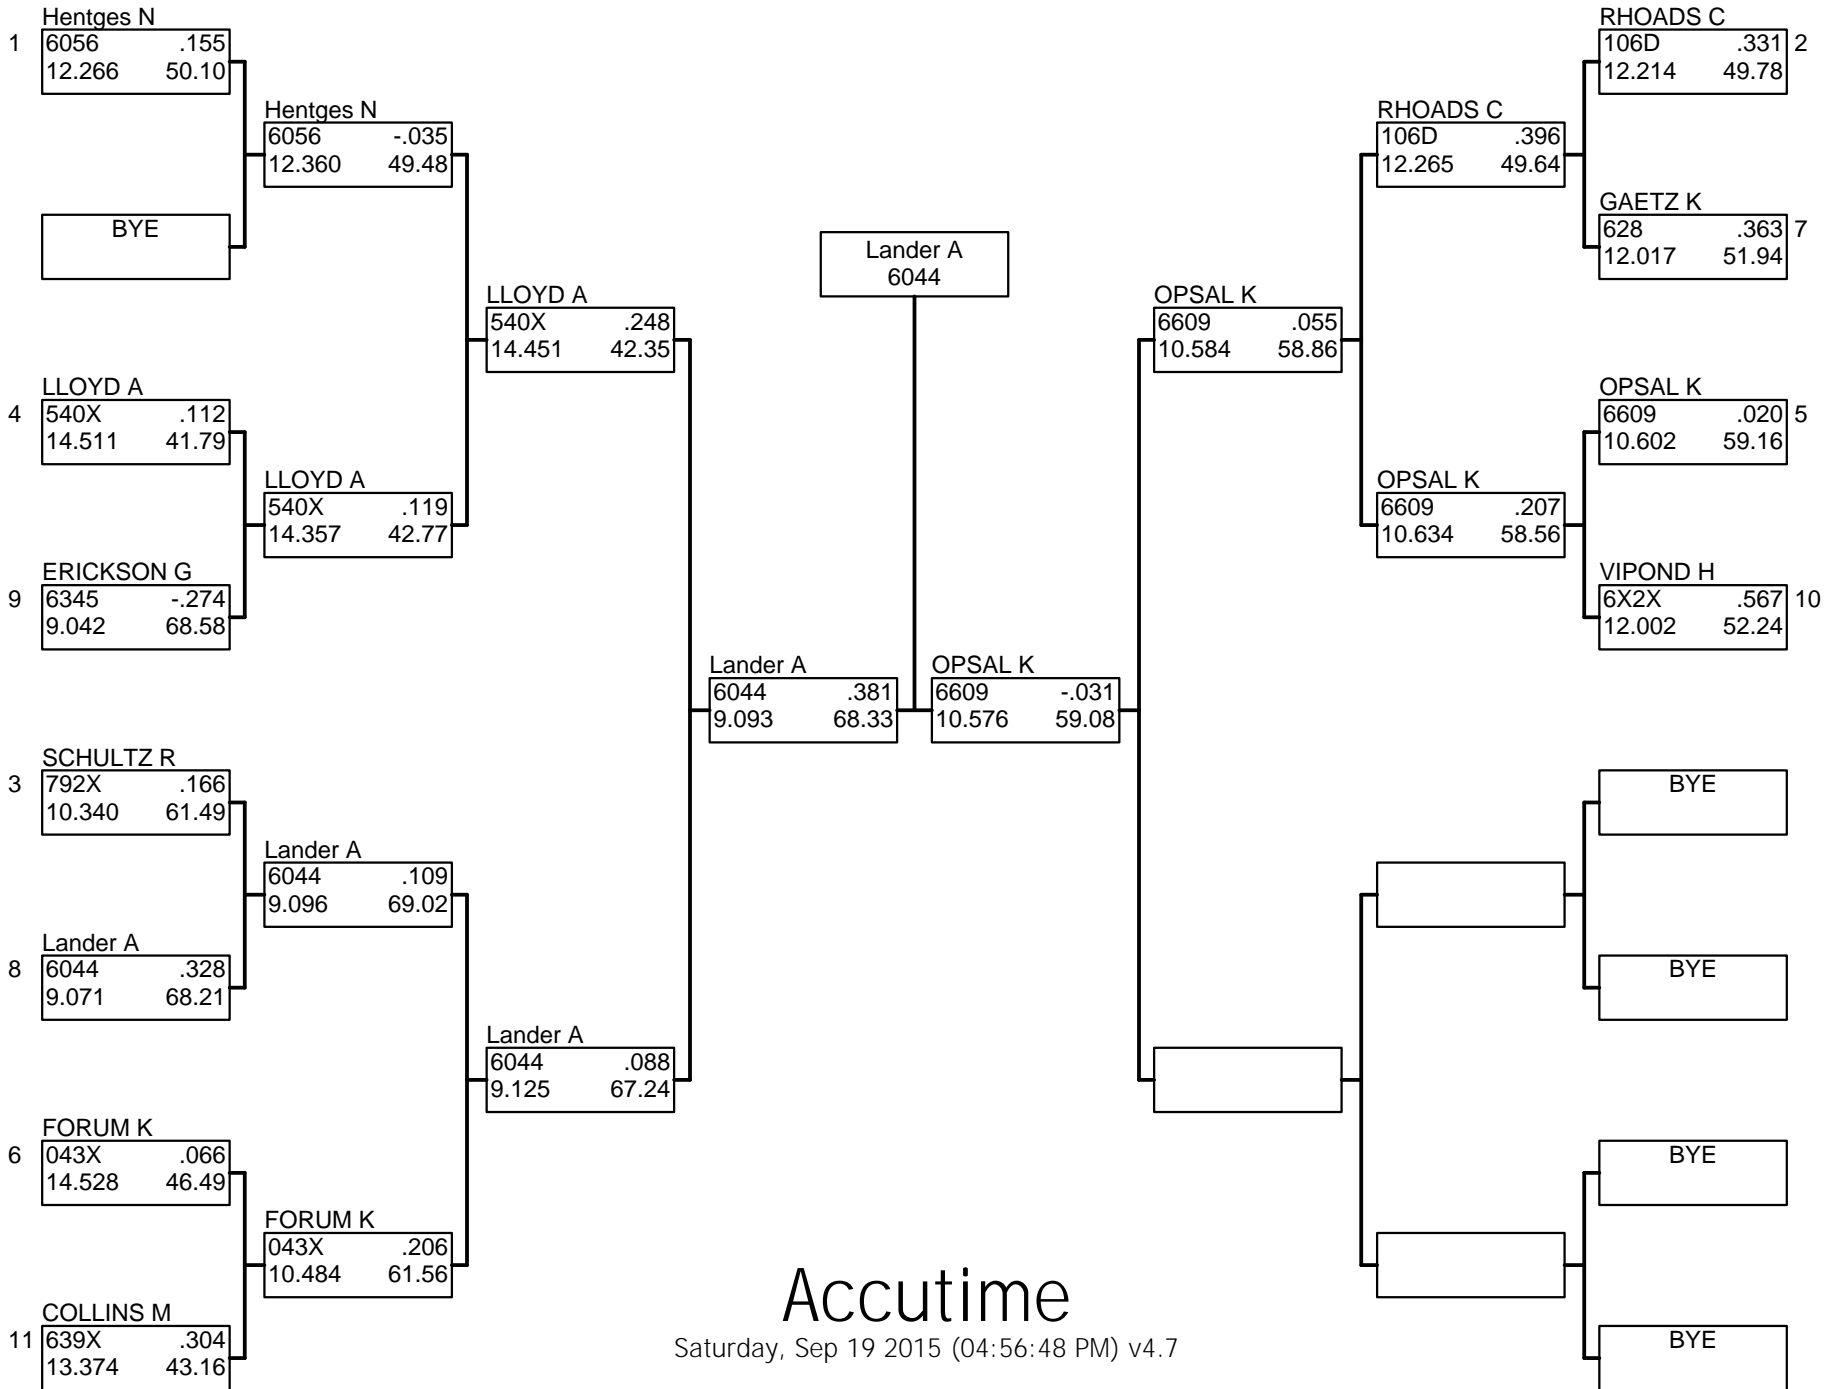 Hentges N
1 6056 .155
12.266 50.10
BYE
LLOYD A
4 540X .112
14.511 41.79
ERICKSON G
9 6345 -.274
9.042 68.58
SCHULTZ R
3 792X .166
10.340 61.49
Lander A
8 6044 .328
9.071 68.21
FORUM K
6 043X .066
14.528 46.49
COLLINS M
11 639X .304
13.374 43.16
Hentges N
6056 -.035
12.360 49.48
LLOYD A
540X .119
14.357 42.77
Lander A
6044 .109
9.096 69.02
FORUM K
043X .206
10.484 61.56
LLOYD A
540X .248
14.451 42.35
Lander A
6044 .088
9.125 67.24
Lander A
6044 .381
9.093 68.33
Lander A
6044
OPSAL K
6609 -.031
10.576 59.08
OPSAL K
6609 .055
10.584 58.86
RHOADS C
106D .396
12.265 49.64
OPSAL K
6609 .207
10.634 58.56
RHOADS C
106D .331 2
12.214 49.78
GAETZ K
628 .363 7
12.017 51.94
OPSAL K
6609 .020 5
10.602 59.16
VIPOND H
6X2X .567 10
12.002 52.24
BYE
BYE
BYE
BYE
Accutime
Saturday, Sep 19 2015 (04:56:48 PM) v4.7